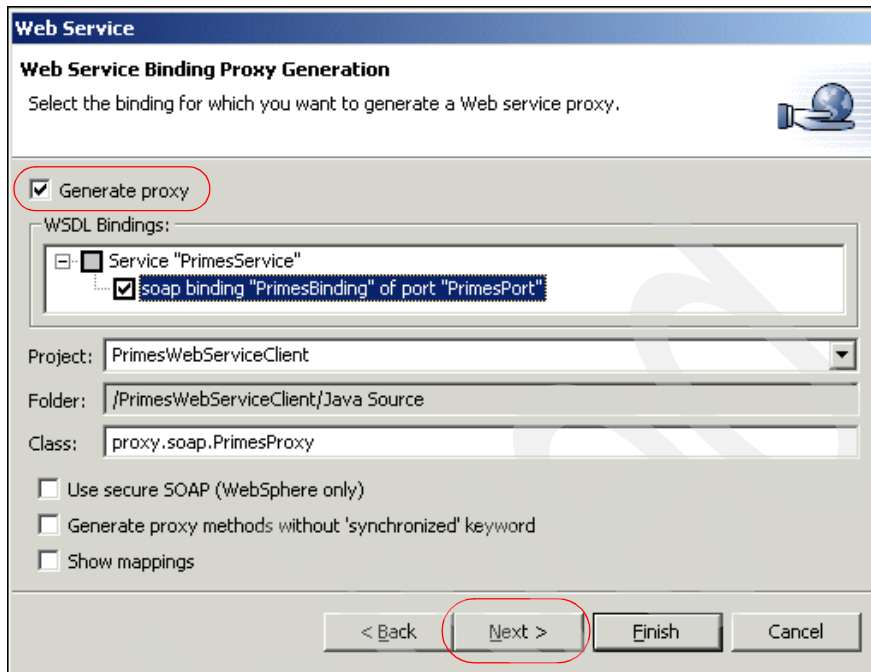 Web Service
Web Service Binding Proxy Generation
Select the binding for which you want to generate a Web service proxy.
Generate proxy
WSDL Bindings:
Service "PrimesService"
soap binding "PrimesBinding" of port "PrimesPort"
Project: PrimesWebServiceClient
Folder: /PrimesWebServiceClient/Java Source
Class: proxy.soap.PrimesProxy
Use secure SOAP (WebSphere only)
Generate proxy methods without 'synchronized' keyword
Show mappings
< Back Next > Finish Cancel